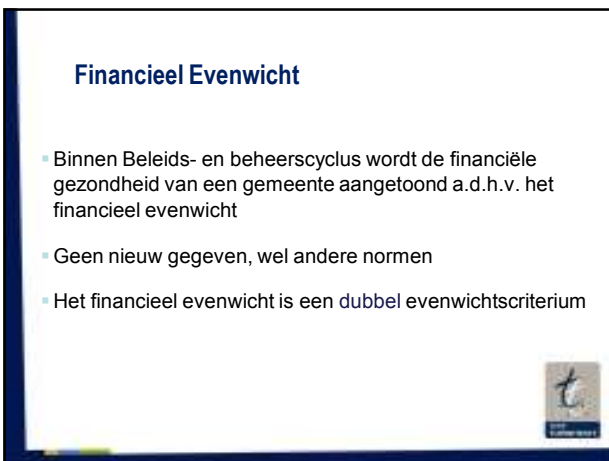 Financieel Evenwicht
Binnen Beleids- en beheerscyclus wordt de financiële
gezondheid van een gemeente aangetoond a.d.h.v. het
financieel evenwicht
Geen nieuw gegeven, wel andere normen
Het financieel evenwicht is een dubbel evenwichtscriterium
t